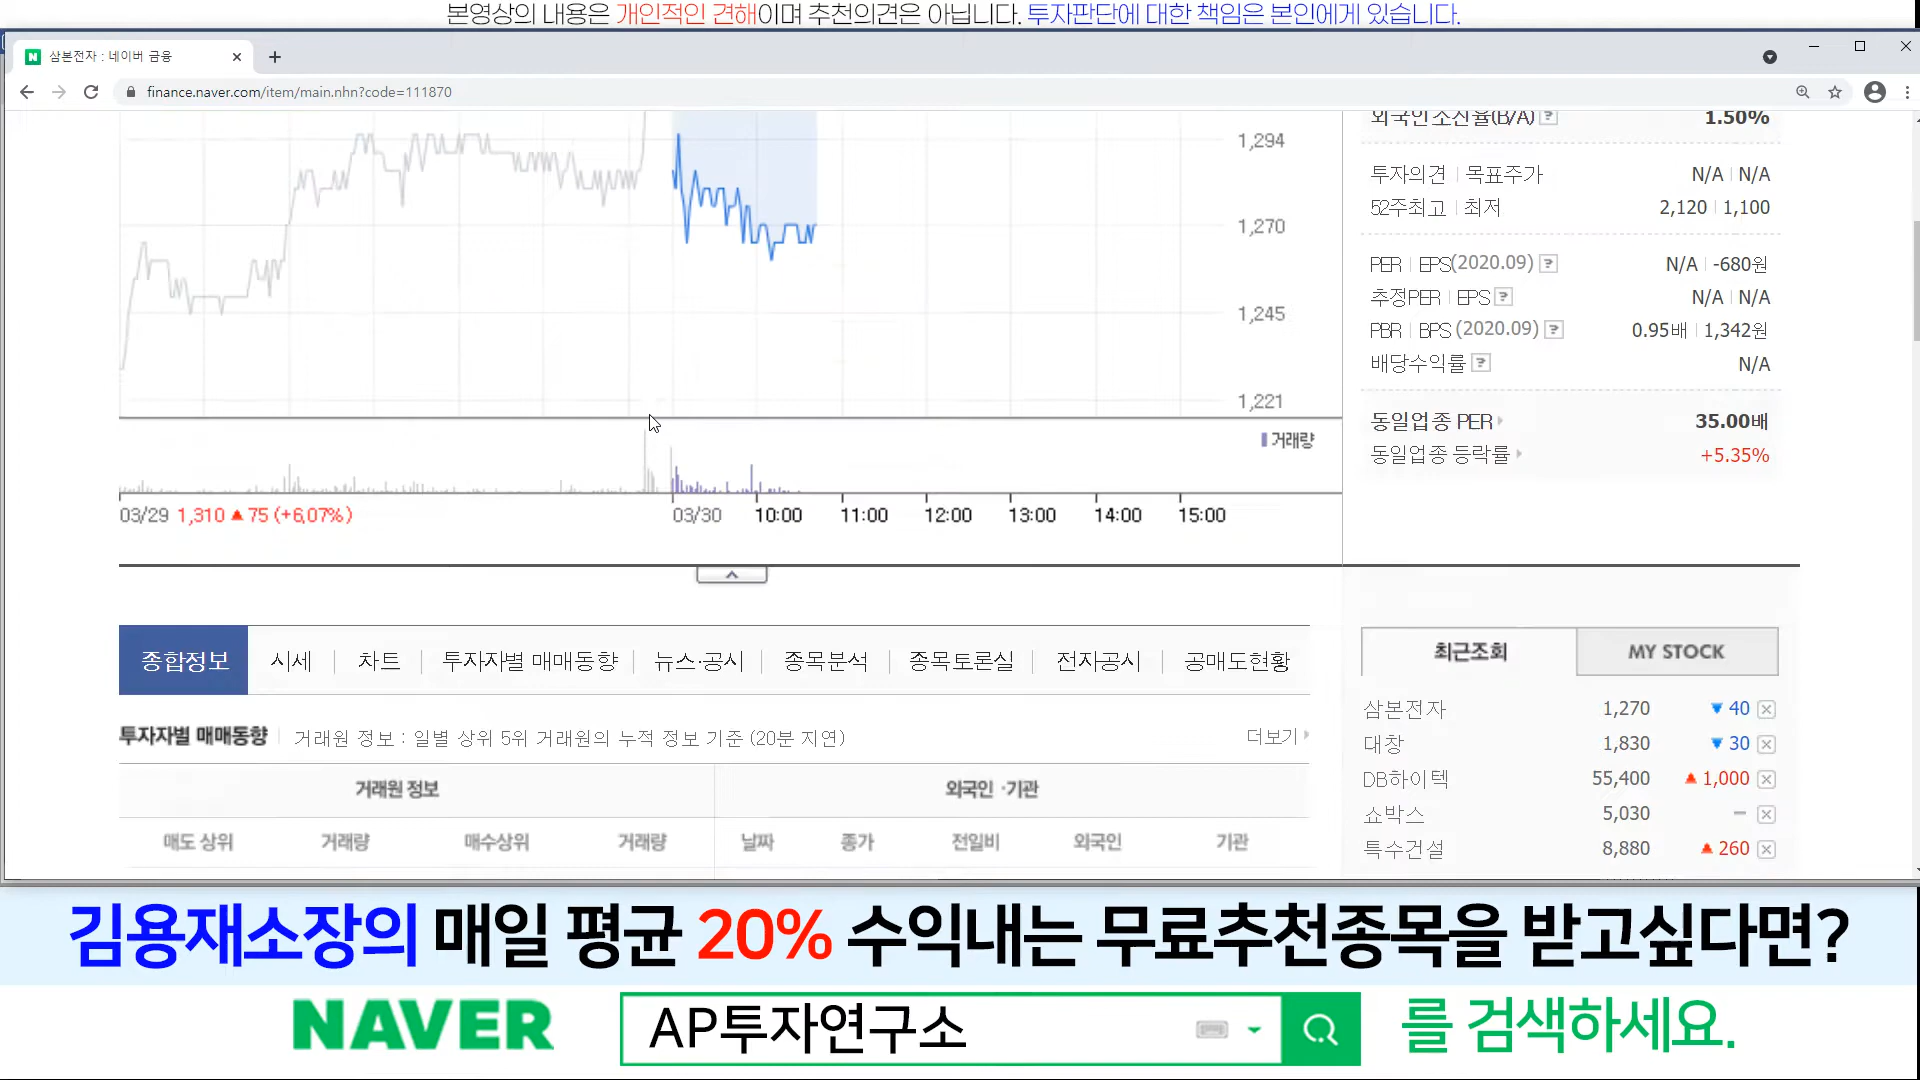 본영상의 내용은 개인적인 견해이며 추천의견은 아닙니다. 투자판단에 대한 책임은 본인에게 있습니다.
삼본전자 : 네이버 금융
finance.naver.com/item/main.nhn?code=111870
1,294
1,270
1,245
1,221
거래량
03/29 1,310 ▲ 75 (+6,07%)
03/30 10:00 11:00 12:00 13:00 14:00 15:00
외국인소진율(B/A) ? 1.50%
투자의견 | 목표주가 N/A | N/A
52주최고 | 최저 2,120 | 1,100
PER | EPS(2020.09) ? N/A | -680원
추정PER | EPS ? N/A | N/A
PBR | BPS (2020.09) ? 0.95배 | 1,342원
배당수익률 ? N/A
동일업종 PER 35.00배
동일업종 등락률 +5.35%
종합정보 시세 차트 투자자별 매매동향 뉴스·공시 종목분석 종목토론실 전자공시 공매도현황
투자자별 매매동향 거래원 정보 : 일별 상위 5위 거래원의 누적 정보 기준 (20분 지연) 더보기
거래원 정보 외국인 ·기관
매도 상위 거래량 매수상위 거래량 날짜 종가 전일비 외국인 기관
최근조회 MY STOCK
삼본전자 1,270 ▼ 40
대창 1,830 ▼ 30
DB하이텍 55,400 ▲ 1,000
쇼박스 5,030 –
특수건설 8,880 ▲ 260
김용재소장의 매일 평균 20% 수익내는 무료추천종목을 받고싶다면?
NAVER AP투자연구소 를 검색하세요.